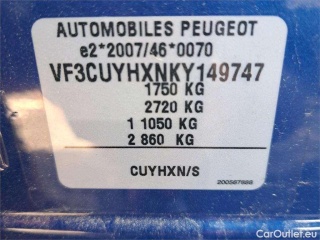 AUTOMOBILES PEUGEOT
e2*2007/46*0070
VF3CUYHXNKY149747
1750 KG
2720 KG
1 1050 KG
2 860 KG
CUYHXN/S
CarOutlet.eu